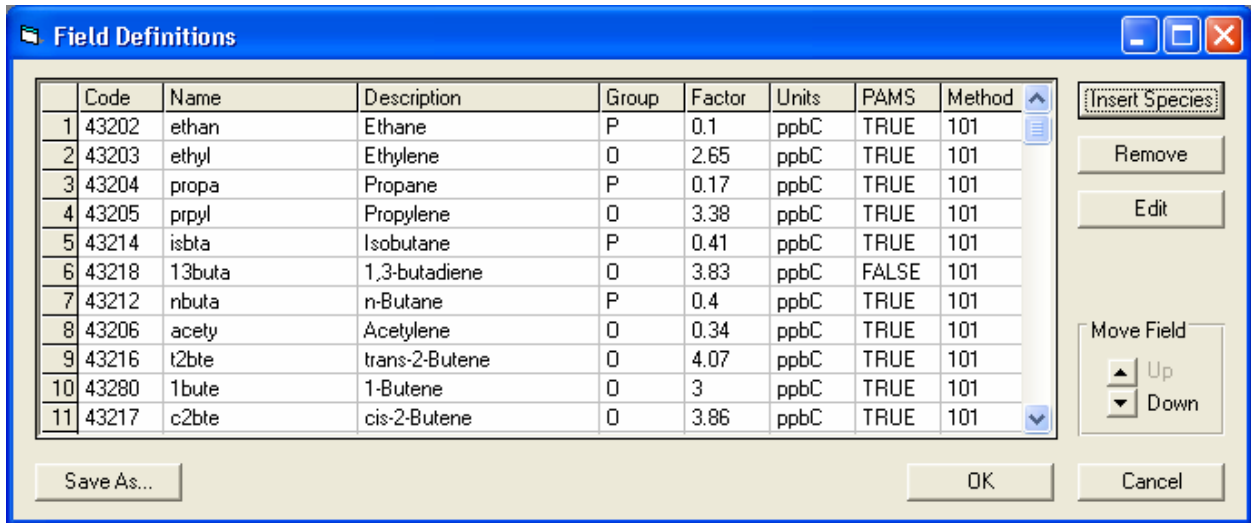 Field Definitions
Code Name Description Group Factor Units PAMS Method
1 43202 ethan Ethane P 0.1 ppbC TRUE 101
2 43203 ethyl Ethylene O 2.65 ppbC TRUE 101
3 43204 propa Propane P 0.17 ppbC TRUE 101
4 43205 prpyl Propylene O 3.38 ppbC TRUE 101
5 43214 isbta Isobutane P 0.41 ppbC TRUE 101
6 43218 13buta 1,3-butadiene O 3.83 ppbC FALSE 101
7 43212 nbuta n-Butane P 0.4 ppbC TRUE 101
8 43206 acety Acetylene O 0.34 ppbC TRUE 101
9 43216 t2bte trans-2-Butene O 4.07 ppbC TRUE 101
10 43280 1bute 1-Butene O 3 ppbC TRUE 101
11 43217 c2bte cis-2-Butene O 3.86 ppbC TRUE 101
Insert Species
Remove
Edit
Move Field
Up
Down
Save As...
OK
Cancel